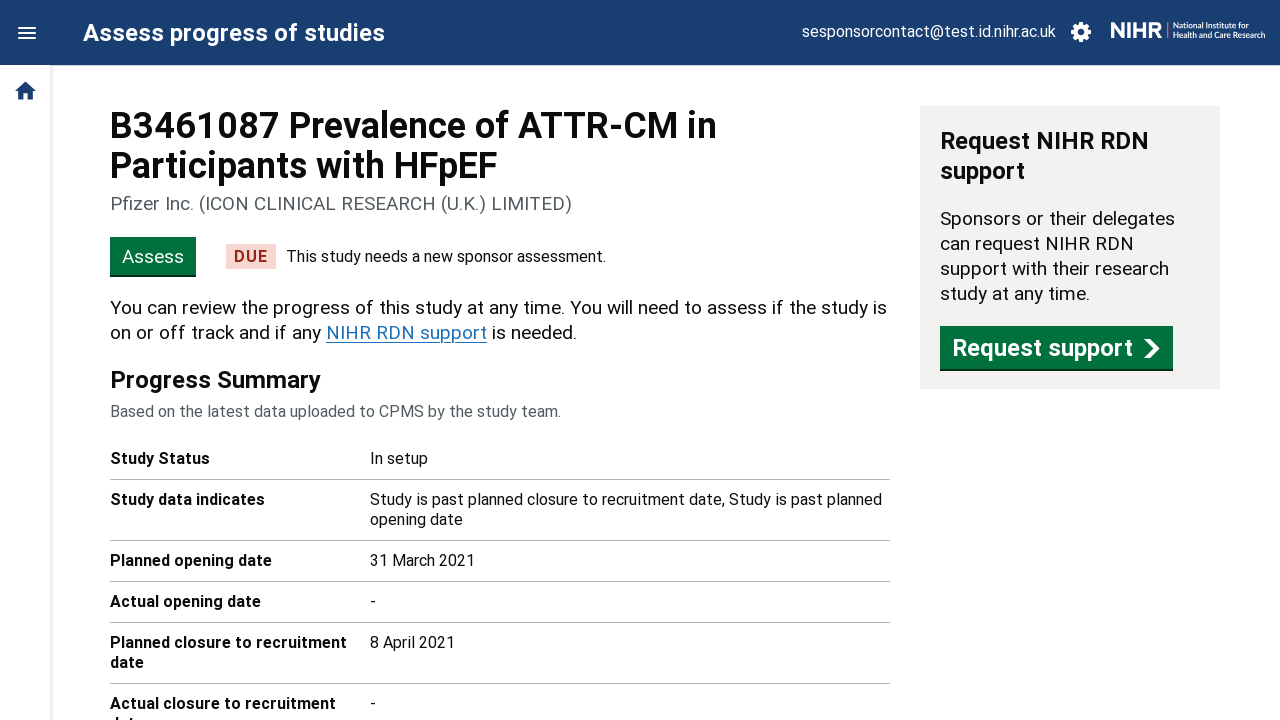 Assess progress of studies
sesponsorcontact@test.id.nihr.ac.uk
NIHR
National Institute for
Health and Care Research
B3461087 Prevalence of ATTR-CM in
Participants with HFpEF
Pfizer Inc. (ICON CLINICAL RESEARCH (U.K.) LIMITED)
Assess
DUE
This study needs a new sponsor assessment.
You can review the progress of this study at any time. You will need to assess if the study is
on or off track and if any NIHR RDN support is needed.
Progress Summary
Based on the latest data uploaded to CPMS by the study team.
Study Status
In setup
Study data indicates
Study is past planned closure to recruitment date, Study is past planned
opening date
Planned opening date
31 March 2021
Actual opening date
-
Planned closure to recruitment
date
8 April 2021
Actual closure to recruitment
-
Request NIHR RDN
support
Sponsors or their delegates
can request NIHR RDN
support with their research
study at any time.
Request support